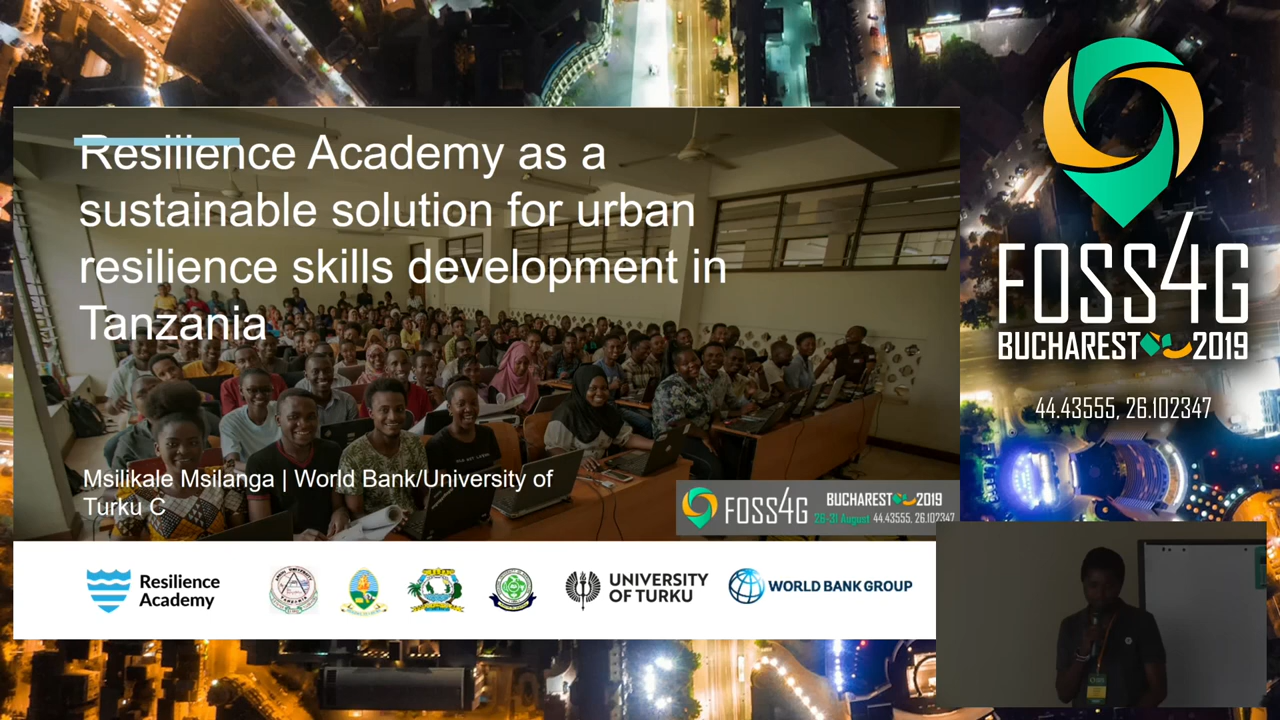 Resilience Academy as a
sustainable solution for urban
resilience skills development in
Tanzania
Msilikale Msilanga | World Bank/University of
Turku C
FOSS4G
BUCHAREST 2019
26-31 August 44.43555, 26.102347
Resilience
Academy
UNIVERSITY
OF TURKU
WORLD BANK GROUP
FOSS4G
BUCHAREST 2019
44.43555, 26.102347